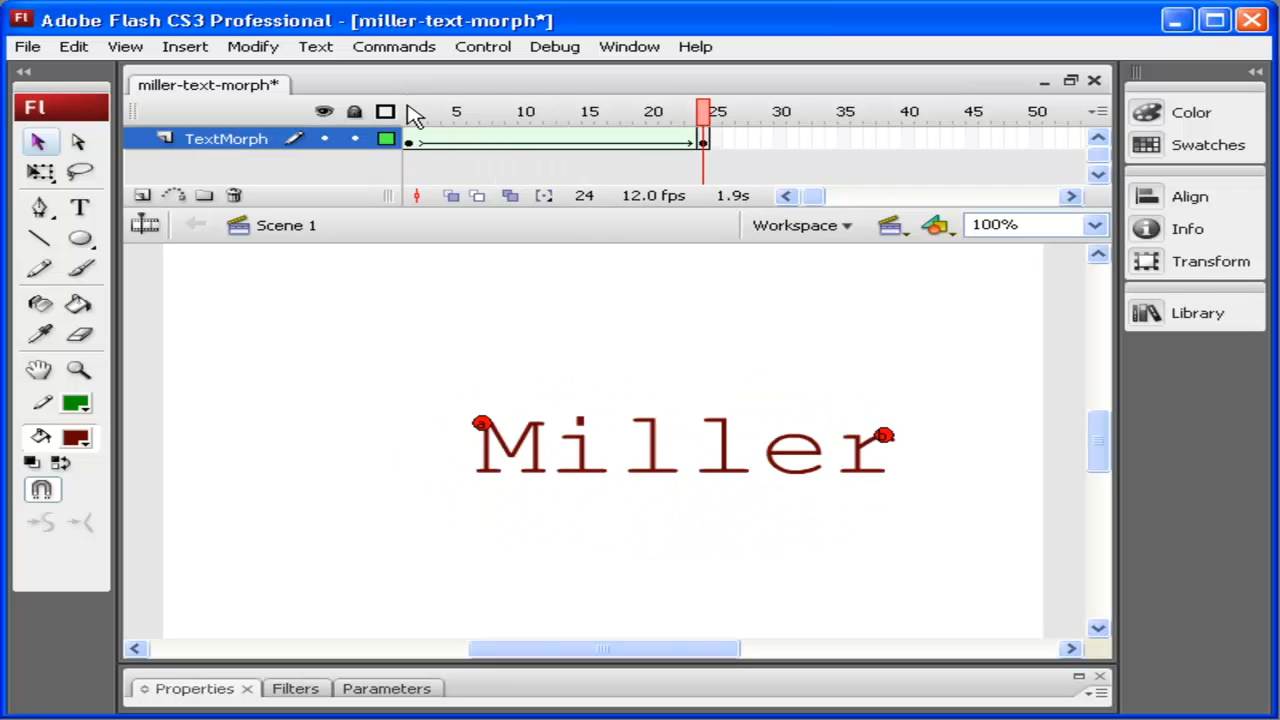 Fl Adobe Flash CS3 Professional - [miller-text-morph*]
File Edit View Insert Modify Text Commands Control Debug Window Help
miller-text-morph*
Fl
5 10 15 20 25 30 35 40 45 50
TextMorph
24 12.0 fps 1.9s
Scene 1 Workspace 100%
T
Color
Swatches
Align
Info
Transform
Library
a Miller b
Properties Filters Parameters